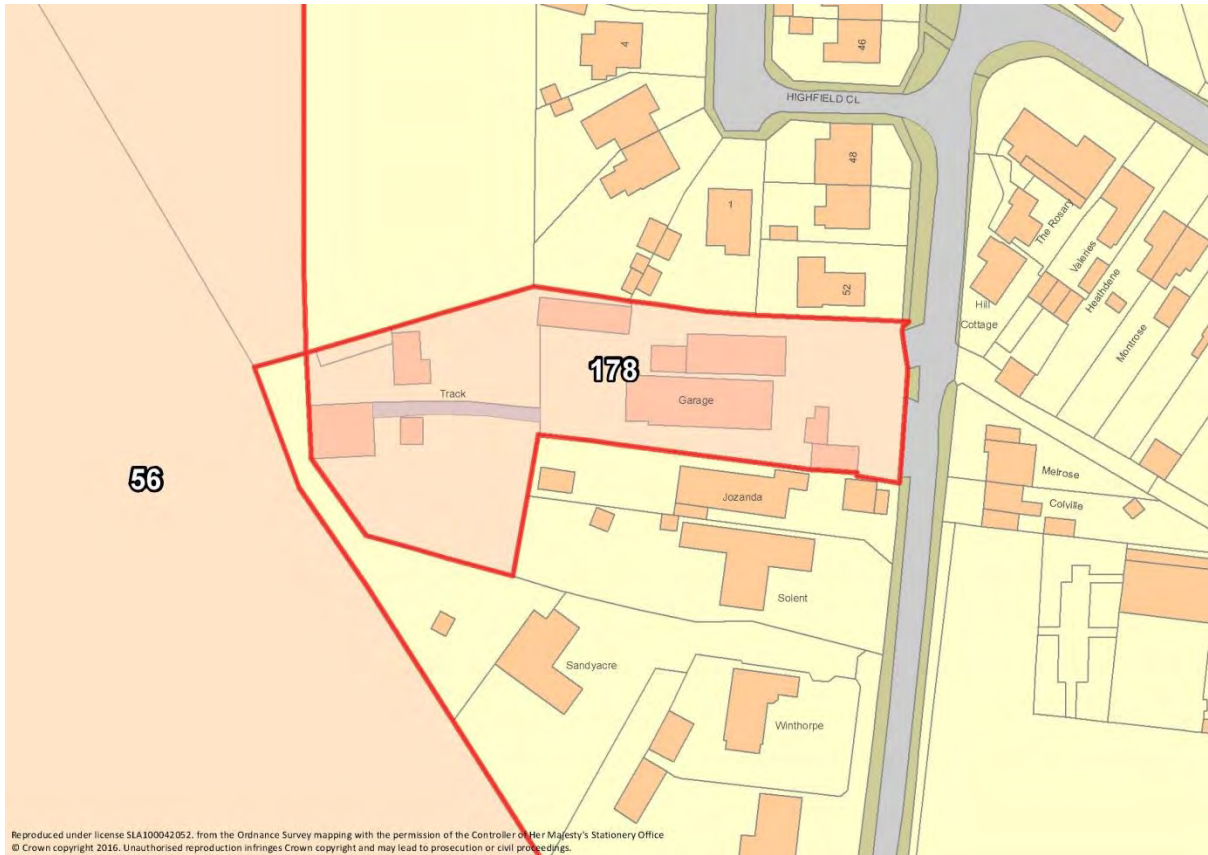 4
46
HIGHFIELD CL
48
1
The Rosary
Valeries
Heathdene
Montrose
52
Hill
Cottage
178
Track
Garage
56
Melrose
Jozanda
Colville
Solent
Sandyacre
Winthorpe
Reproduced under license SLA100042052. from the Ordnance Survey mapping with the permission of the Controller of Her Majesty's Stationery Office
© Crown copyright 2016. Unauthorised reproduction infringes Crown copyright and may lead to prosecution or civil proceedings.